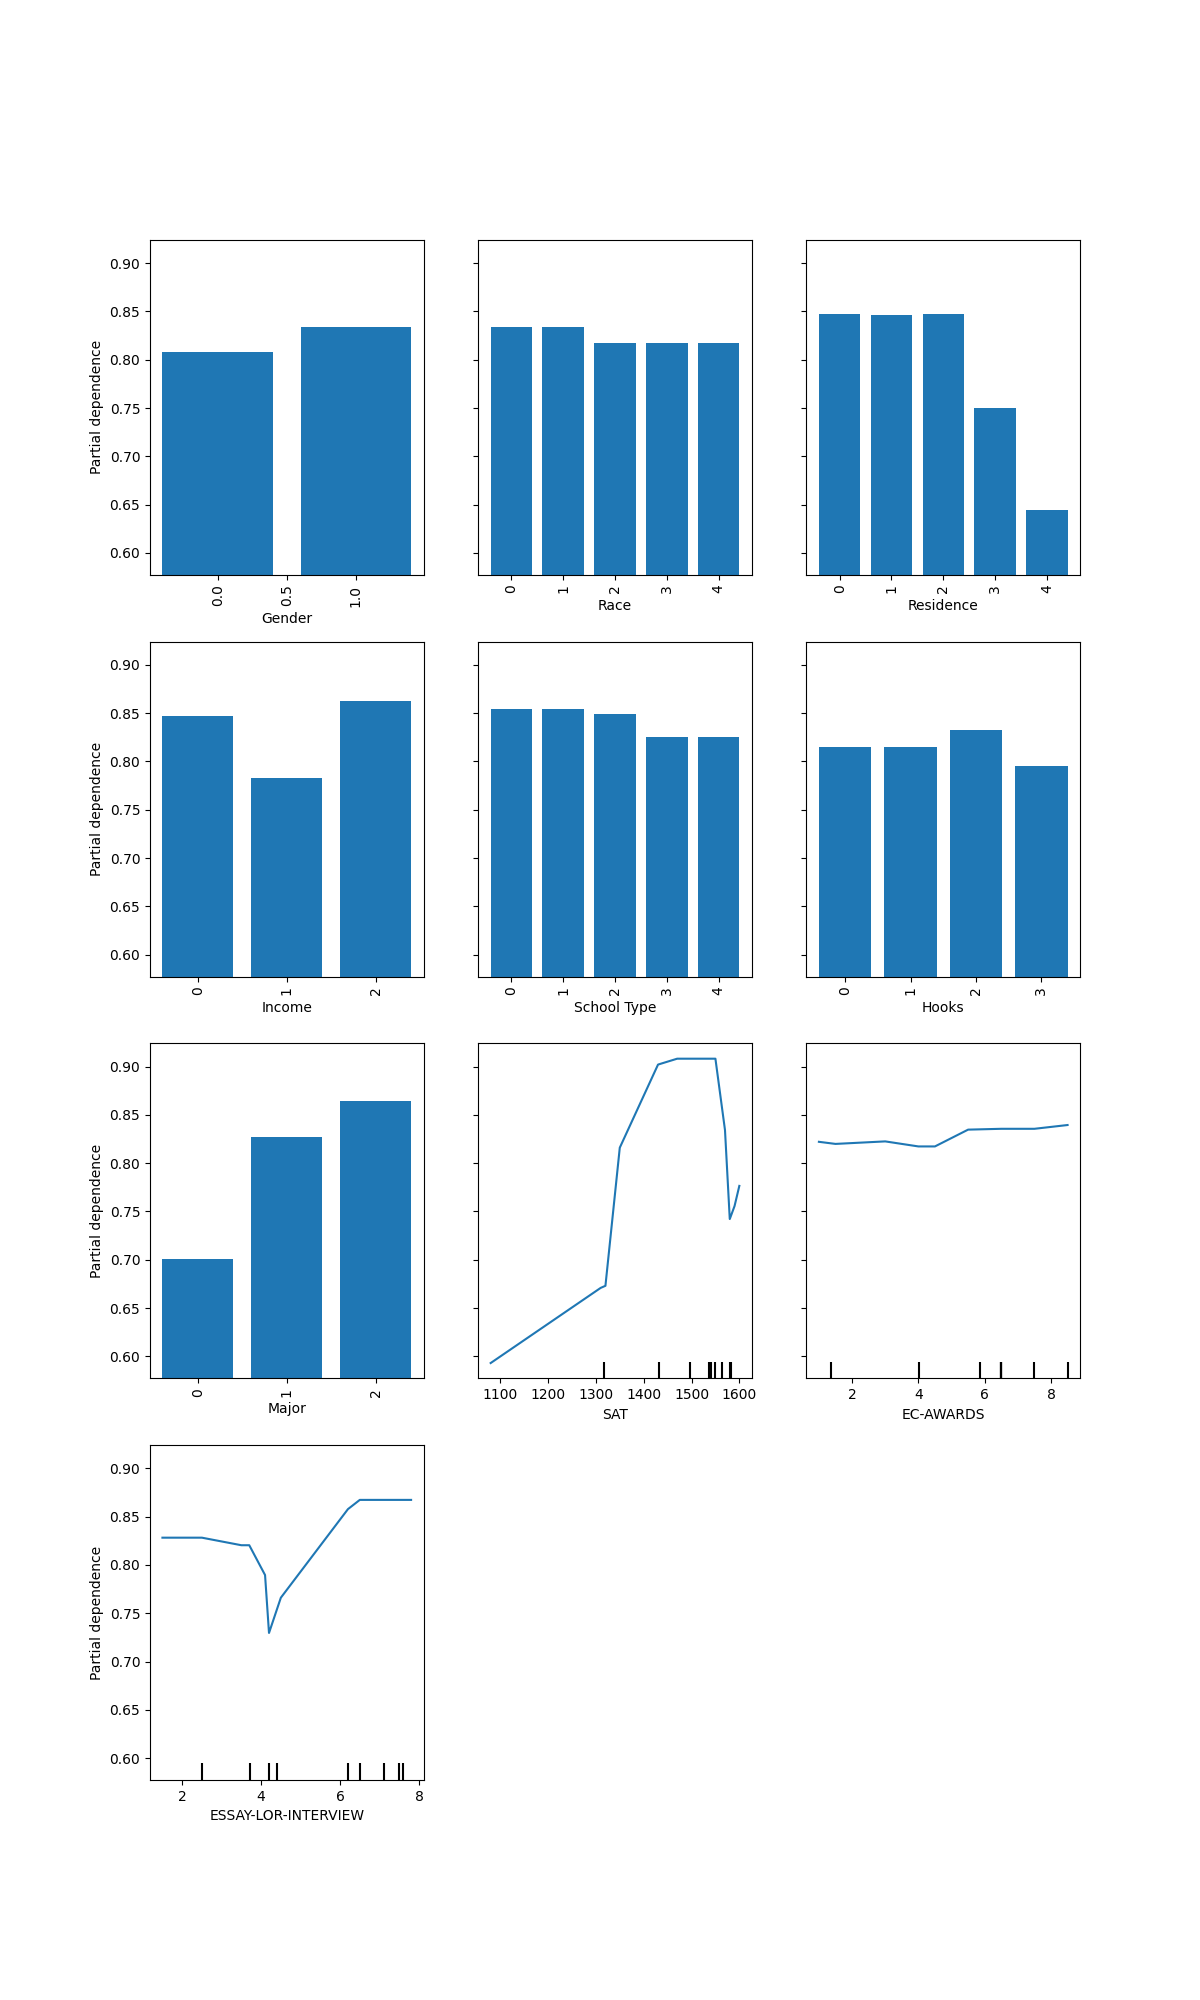 0.90
0.85
0.80
0.75
0.70
0.65
0.60
Partial dependence
0.0 0.5 1.0
Gender
0 1 2 3 4
Race
0 1 2 3 4
Residence
0.90
0.85
0.80
0.75
0.70
0.65
0.60
Partial dependence
0 1 2
Income
0 1 2 3 4
School Type
0 1 2 3
Hooks
0.90
0.85
0.80
0.75
0.70
0.65
0.60
Partial dependence
0 1 2
Major
1100 1200 1300 1400 1500 1600
SAT
2 4 6 8
EC-AWARDS
0.90
0.85
0.80
0.75
0.70
0.65
0.60
Partial dependence
2 4 6 8
ESSAY-LOR-INTERVIEW